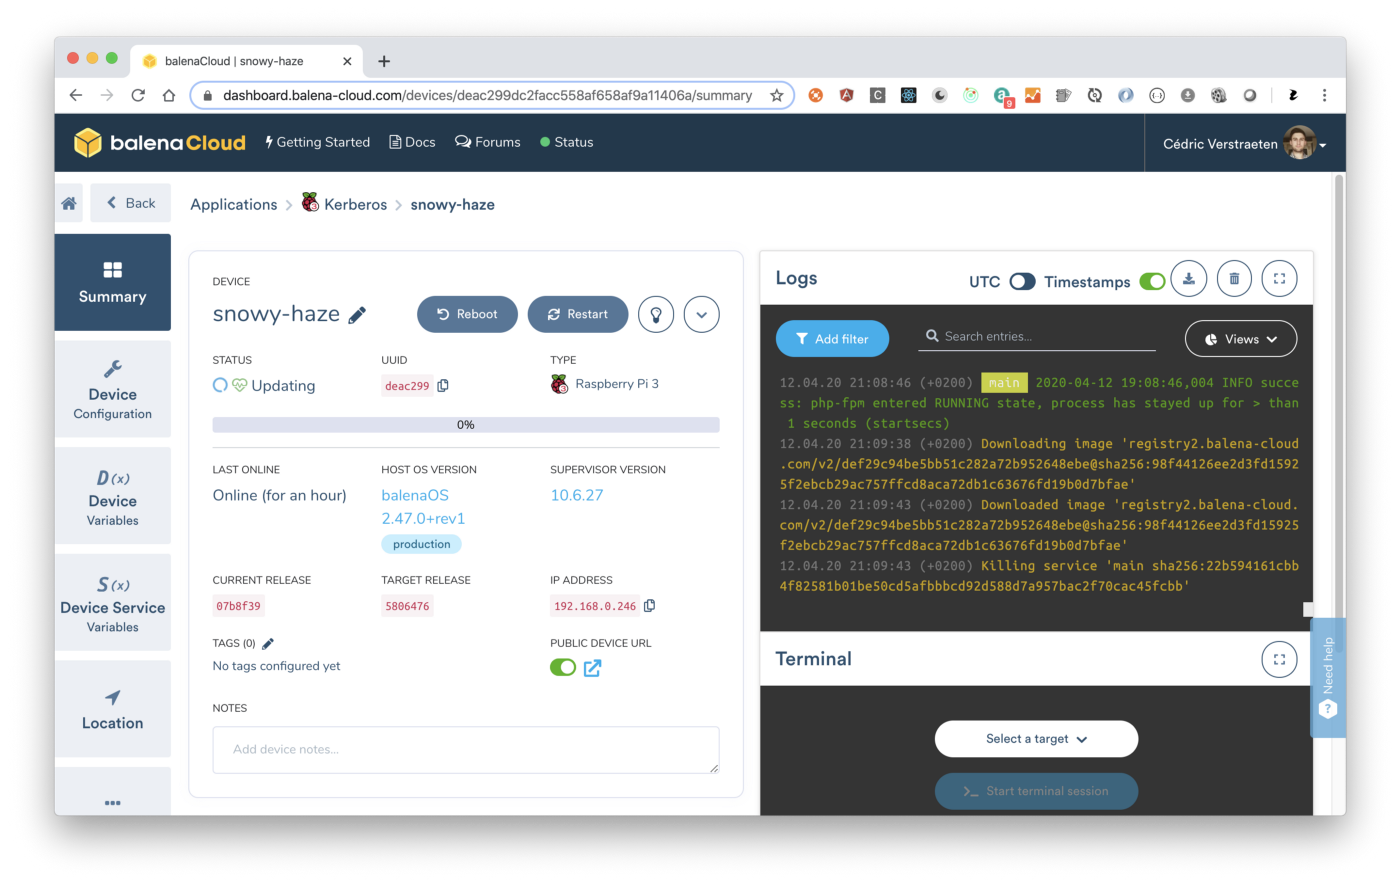 balenaCloud | snowy-haze
dashboard.balena-cloud.com/devices/deac299dc2facc558af658af9a11406a/summary
9
balenaCloud
Getting Started
Docs
Forums
Status
Cédric Verstraeten
Back
Applications > Kerberos > snowy-haze
Summary
Device
Configuration
D(x)
Device
Variables
S(x)
Device Service
Variables
Location
DEVICE
snowy-haze
Reboot
Restart
STATUS
UUID
TYPE
Updating
deac299
Raspberry Pi 3
0%
LAST ONLINE
HOST OS VERSION
SUPERVISOR VERSION
Online (for an hour)
balenaOS
2.47.0+rev1
production
10.6.27
CURRENT RELEASE
TARGET RELEASE
IP ADDRESS
07b8f39
5806476
192.168.0.246
TAGS (0)
PUBLIC DEVICE URL
No tags configured yet
NOTES
Add device notes...
Logs
UTC
Timestamps
Add filter
Search entries...
Views
12.04.20 21:08:46 (+0200) main 2020-04-12 19:08:46,004 INFO succe
ss: php-fpm entered RUNNING state, process has stayed up for > than
1 seconds (startsecs)
12.04.20 21:09:38 (+0200) Downloading image 'registry2.balena-cloud
.com/v2/def29c94be5bb51c282a72b952648ebe@sha256:98f44126ee2d3fd1592
5f2ebcb29ac757ffcd8aca72db1c63676fd19b0d7bfae'
12.04.20 21:09:43 (+0200) Downloaded image 'registry2.balena-cloud.
com/v2/def29c94be5bb51c282a72b952648ebe@sha256:98f44126ee2d3fd15925
f2ebcb29ac757ffcd8aca72db1c63676fd19b0d7bfae'
12.04.20 21:09:43 (+0200) Killing service 'main sha256:22b594161cbb
4f82581b01be50cd5afbbbcd92d588d7a957bac2f70cac45fcbb'
Terminal
Select a target
>_ Start terminal session
Need help
?